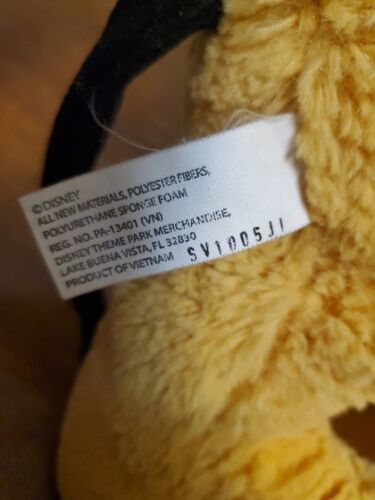 ©DISNEY
ALL NEW MATERIALS, POLYESTER FIBERS,
POLYURETHANE SPONGE FOAM
REG. NO. PA-13401 (VN)
DISNEY THEME PARK MERCHANDISE,
LAKE BUENA VISTA, FL 32830
PRODUCT OF VIETNAM SV1005JI